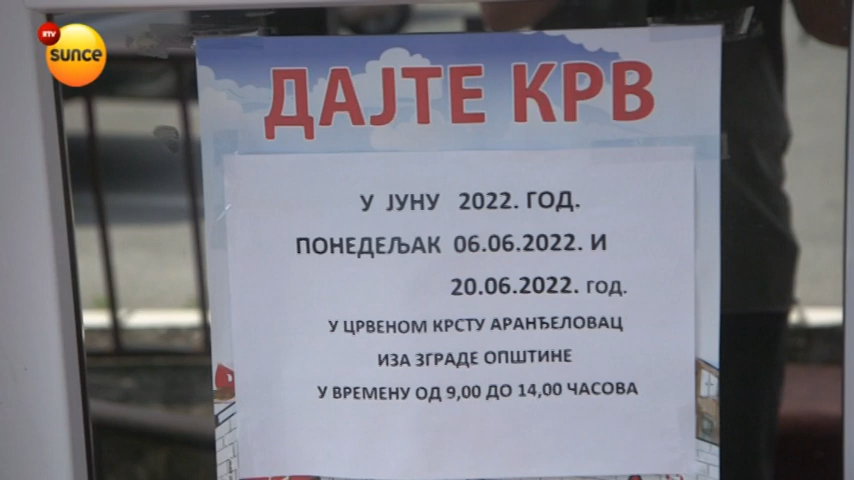 RTV
sunce
ДАЈТЕ КРВ
У ЈУНУ 2022. ГОД.
ПОНЕДЕЉАК 06.06.2022. И
20.06.2022. ГОД.
У ЦРВЕНОМ КРСТУ АРАНЂЕЛОВАЦ
ИЗА ЗГРАДЕ ОПШТИНЕ
У ВРЕМЕНУ ОД 9,00 ДО 14,00 ЧАСОВА